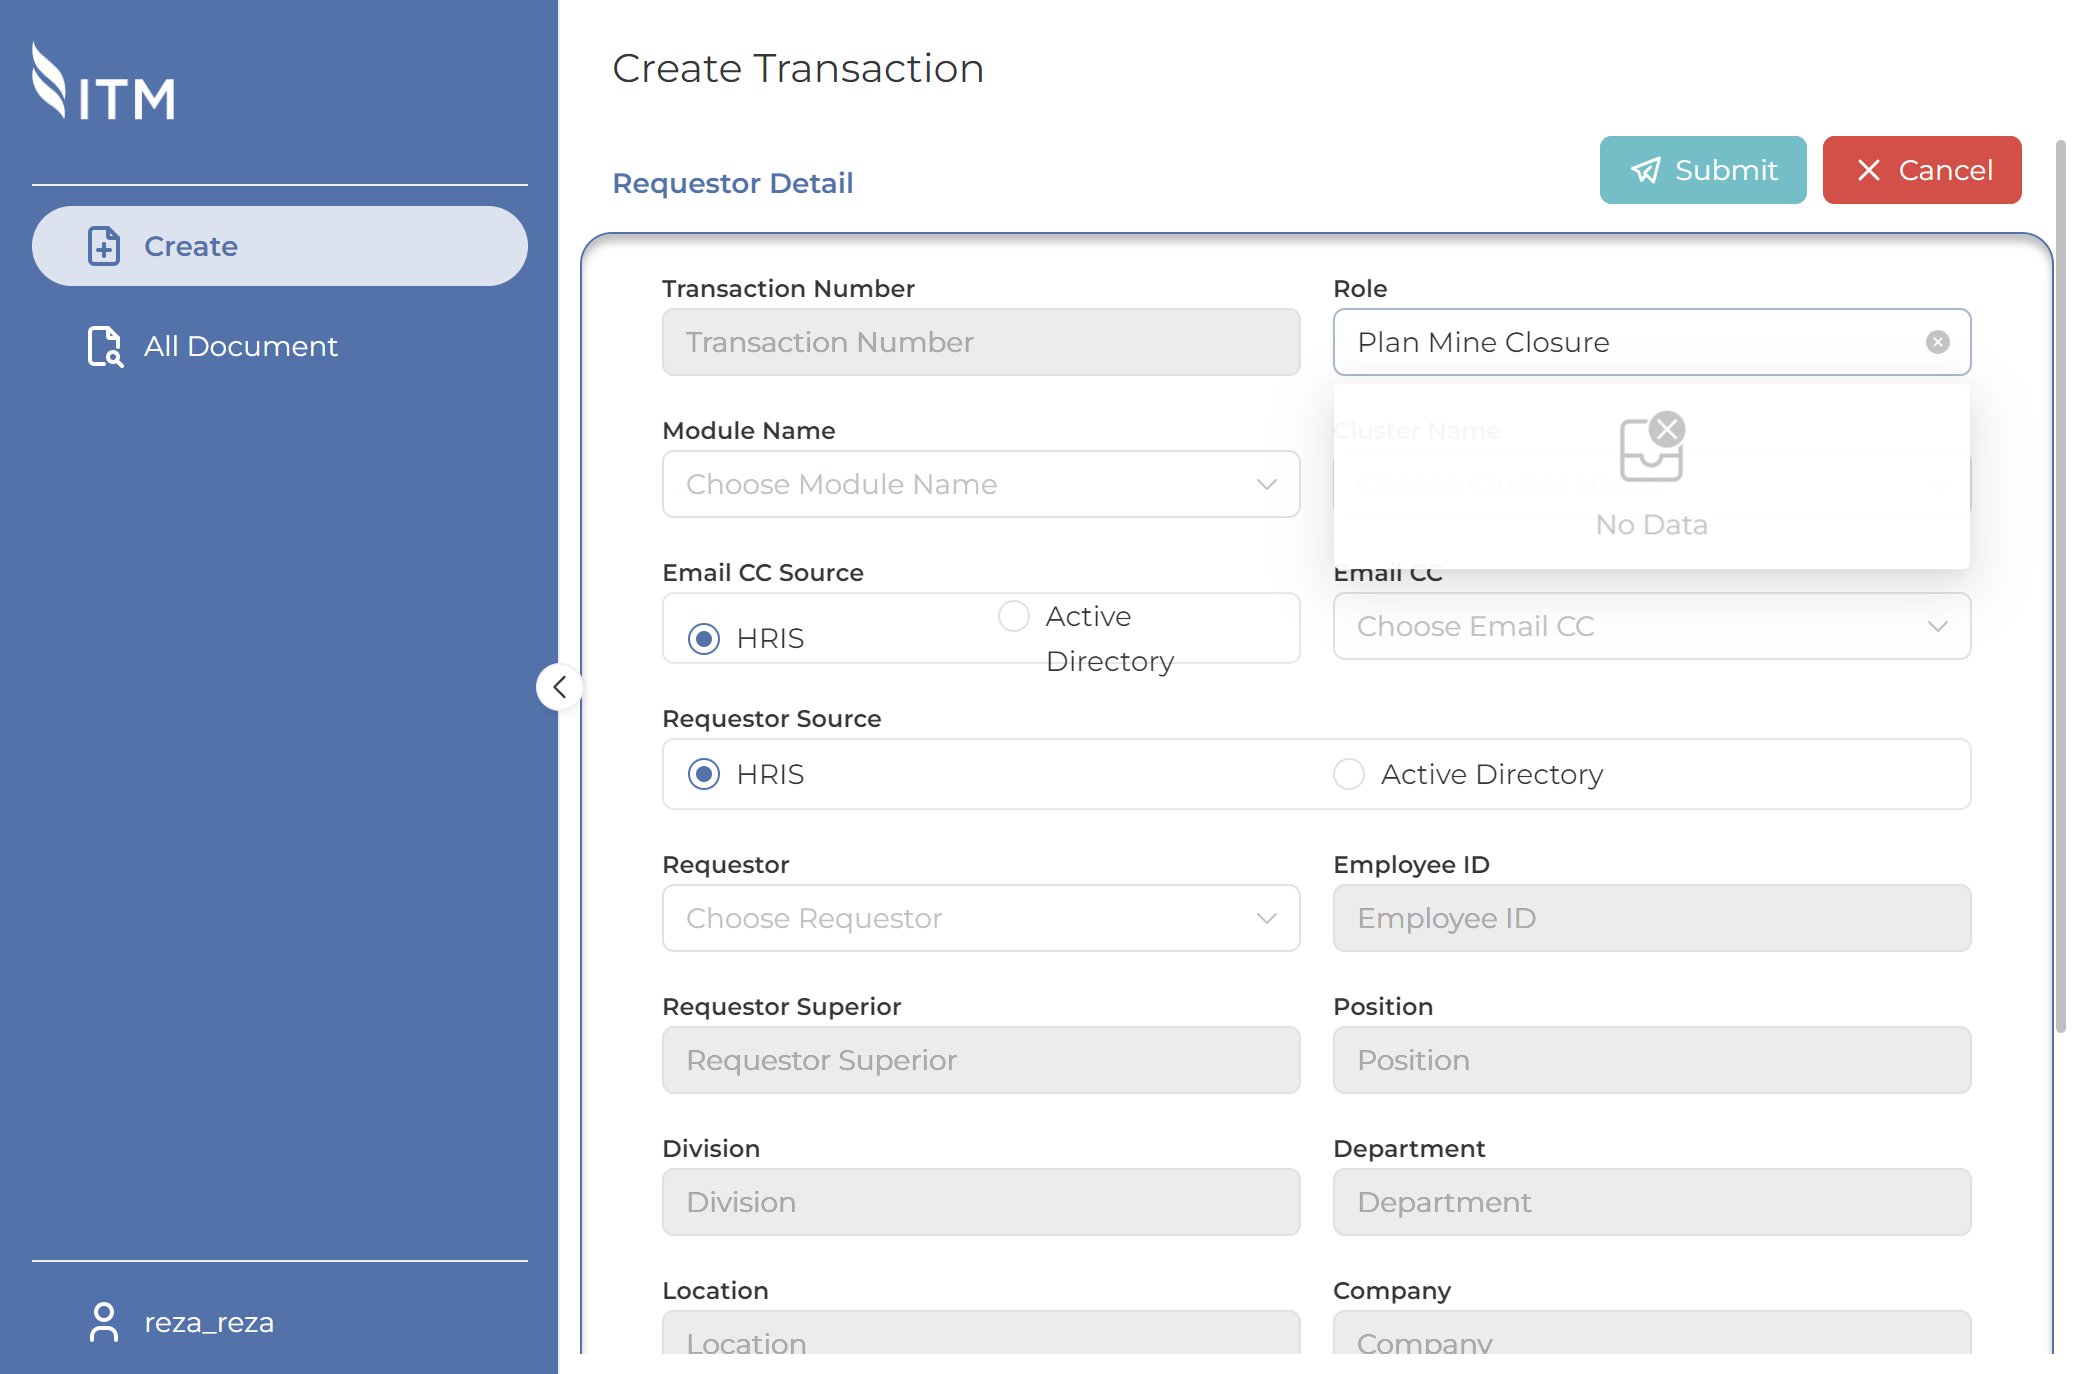 ITM
Create
All Document
reza_reza
Create Transaction
Requestor Detail
Submit
Cancel
Transaction Number
Transaction Number
Role
Plan Mine Closure
Module Name
Choose Module Name
Cluster Name
Choose Cluster Name
No Data
Email CC Source
HRIS
Active
Directory
Email CC
Choose Email CC
Requestor Source
HRIS
Active Directory
Requestor
Choose Requestor
Employee ID
Employee ID
Requestor Superior
Requestor Superior
Position
Position
Division
Division
Department
Department
Location
Location
Company
Company